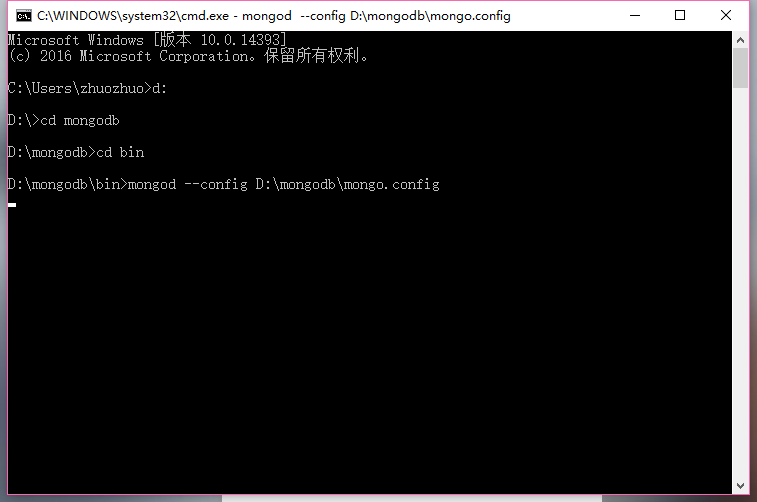 C:\WINDOWS\system32\cmd.exe - mongod  --config D:\mongodb\mongo.config
Microsoft Windows [版本 10.0.14393]
(c) 2016 Microsoft Corporation。保留所有权利。
C:\Users\zhuozhuo>d:
D:\>cd mongodb
D:\mongodb>cd bin
D:\mongodb\bin>mongod --config D:\mongodb\mongo.config